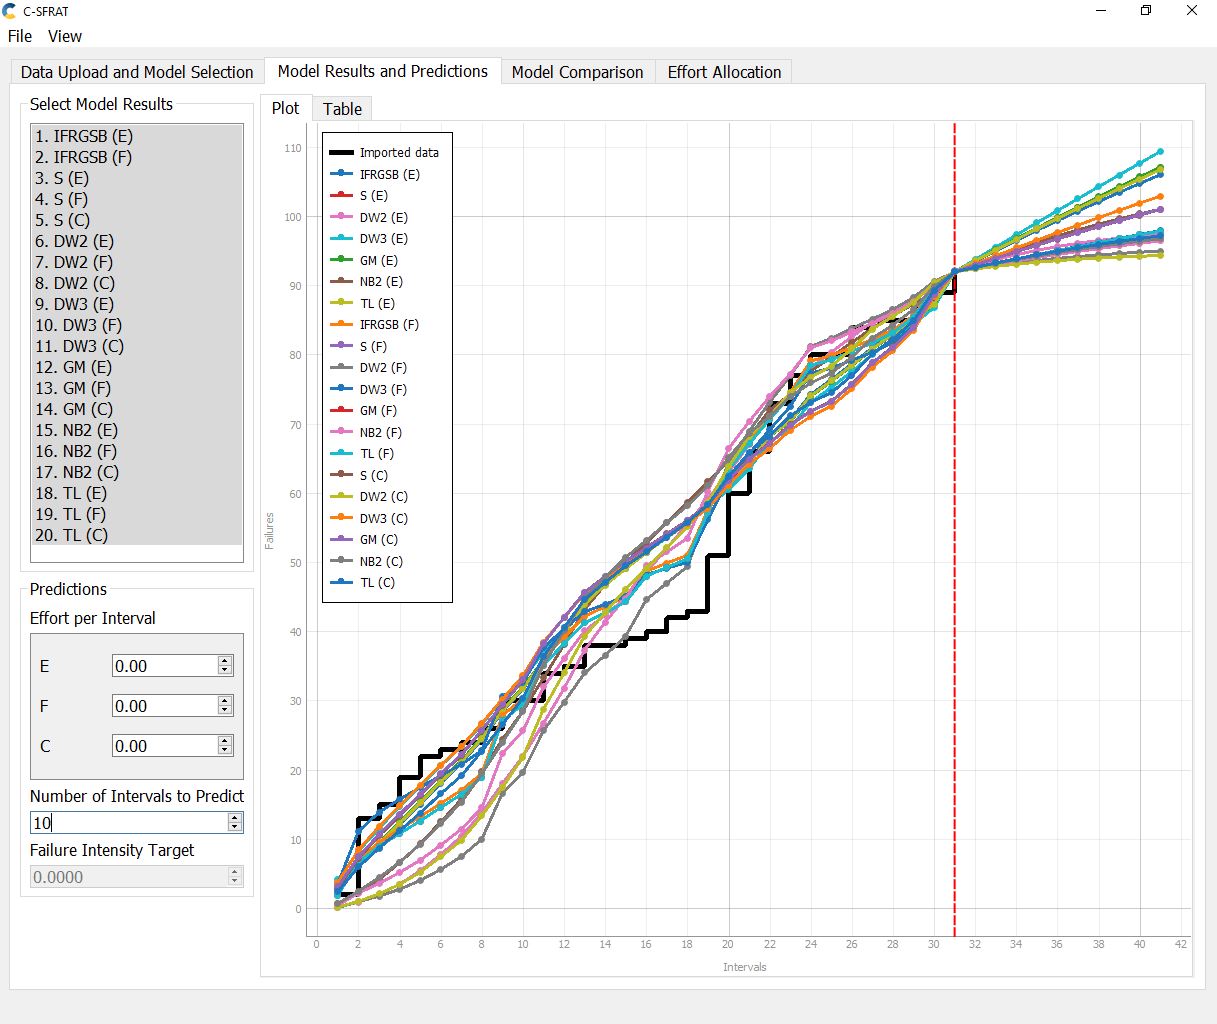 C-SFRAT
File View
Data Upload and Model Selection Model Results and Predictions Model Comparison Effort Allocation
Select Model Results
1. IFRGSB (E)
2. IFRGSB (F)
3. S (E)
4. S (F)
5. S (C)
6. DW2 (E)
7. DW2 (F)
8. DW2 (C)
9. DW3 (E)
10. DW3 (F)
11. DW3 (C)
12. GM (E)
13. GM (F)
14. GM (C)
15. NB2 (E)
16. NB2 (F)
17. NB2 (C)
18. TL (E)
19. TL (F)
20. TL (C)
Predictions
Effort per Interval
E 0.00
F 0.00
C 0.00
Number of Intervals to Predict
10
Failure Intensity Target
0.0000
Plot Table
Imported data
IFRGSB (E)
S (E)
DW2 (E)
DW3 (E)
GM (E)
NB2 (E)
TL (E)
IFRGSB (F)
S (F)
DW2 (F)
DW3 (F)
GM (F)
NB2 (F)
TL (F)
S (C)
DW2 (C)
DW3 (C)
GM (C)
NB2 (C)
TL (C)
Failures
110
100
90
80
70
60
50
40
30
20
10
0
0 2 4 6 8 10 12 14 16 18 20 22 24 26 28 30 32 34 36 38 40 42
Intervals